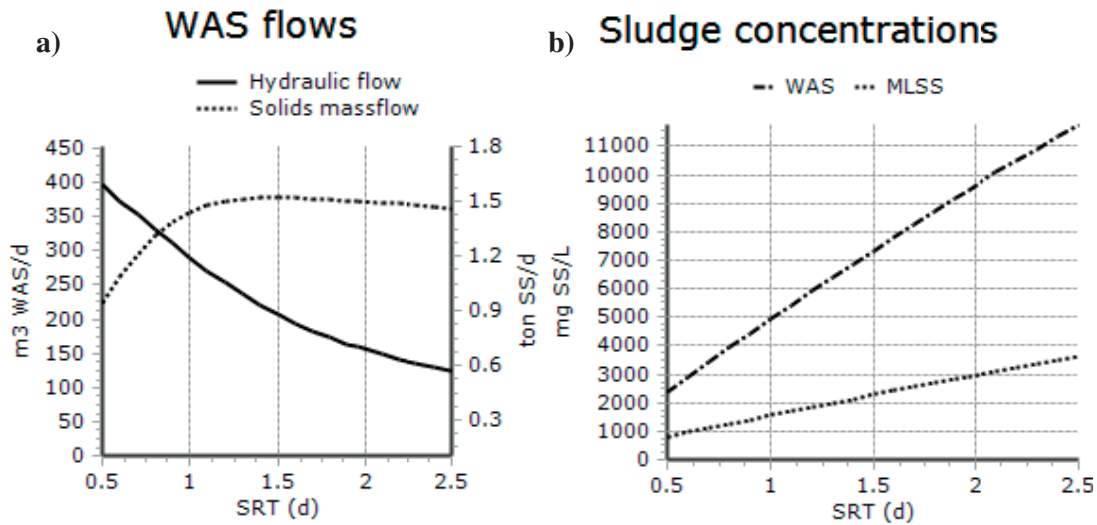 a)
WAS flows
Hydraulic flow
Solids massflow
450
400
350
300
250
200
150
100
50
0
m3 WAS/d
1.8
1.5
1.2
0.9
0.6
0.3
ton SS/d
0.5 1 1.5 2 2.5
SRT (d)
b)
Sludge concentrations
WAS MLSS
11000
10000
9000
8000
7000
6000
5000
4000
3000
2000
1000
0
mg SS/L
0.5 1 1.5 2 2.5
SRT (d)